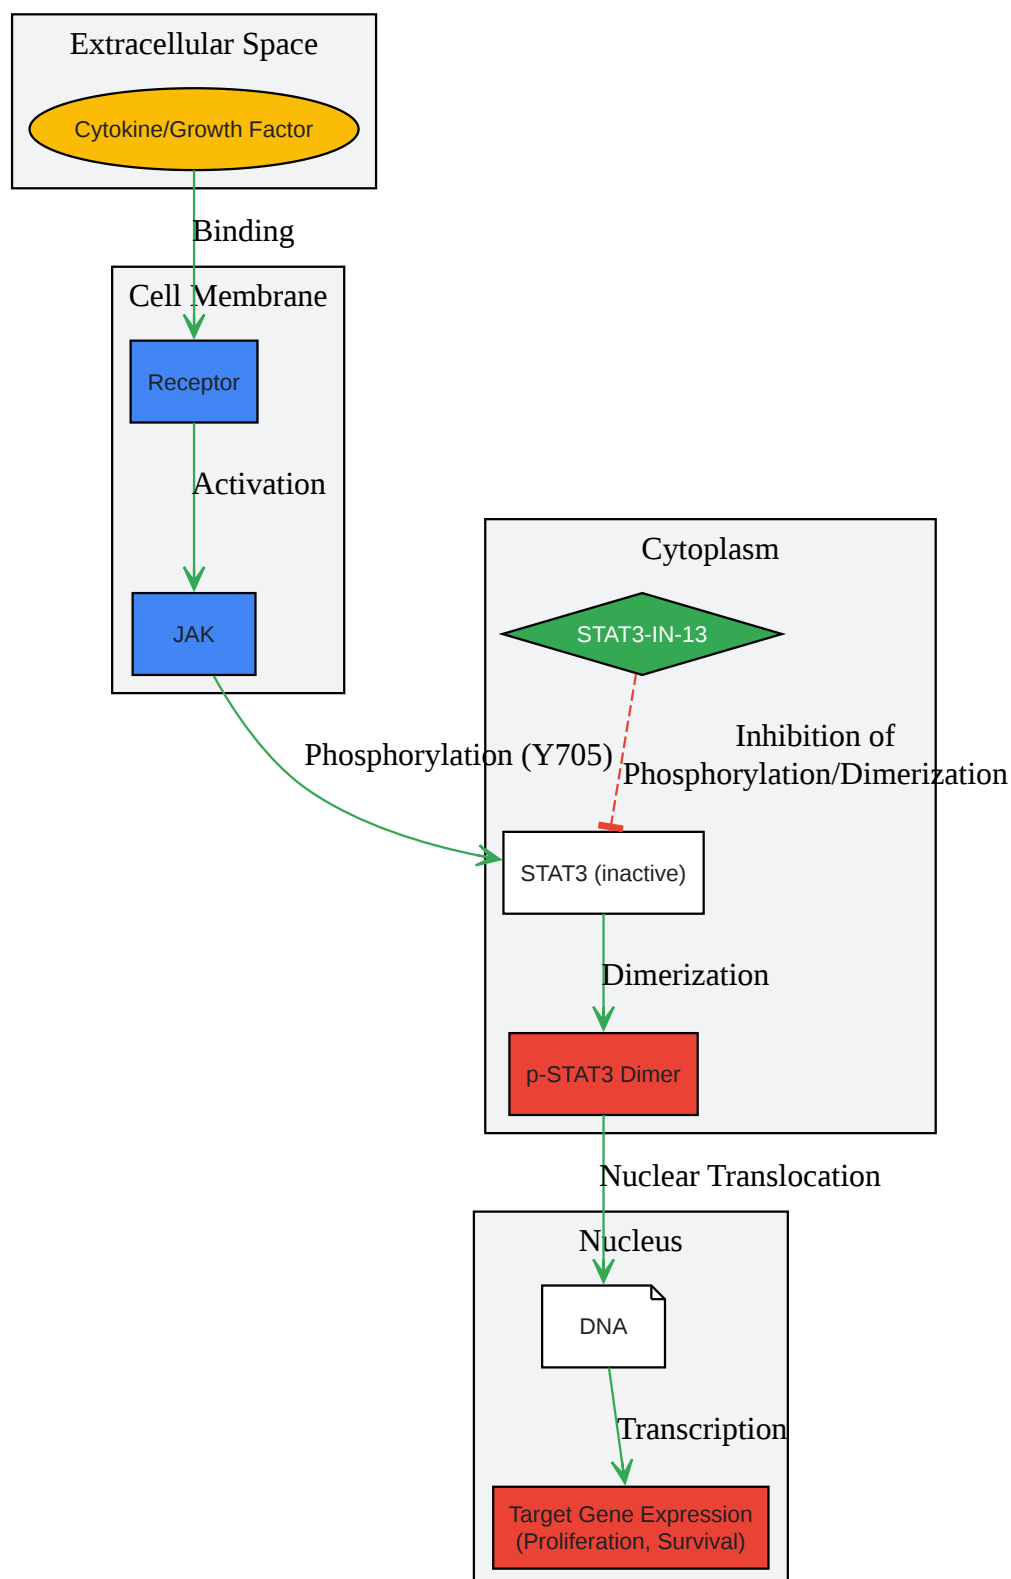 Extracellular Space
Cytokine/Growth Factor
Binding
Cell Membrane
Receptor
Activation
JAK
Cytoplasm
STAT3-IN-13
Phosphorylation (Y705)
Inhibition of
Phosphorylation/Dimerization
STAT3 (inactive)
Dimerization
p-STAT3 Dimer
Nuclear Translocation
Nucleus
DNA
Transcription
Target Gene Expression
(Proliferation, Survival)